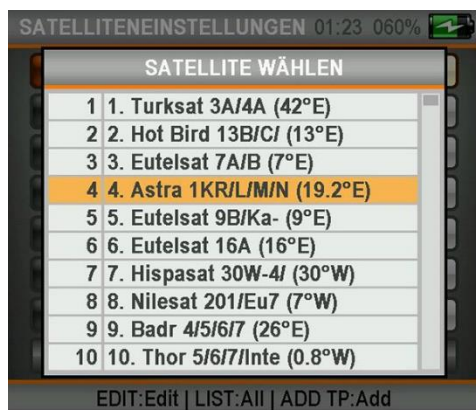 SATELLITENEINSTELLUNGEN 01:23 060%
SATELLITE WÄHLEN
1 1. Turksat 3A/4A (42°E)
2 2. Hot Bird 13B/C/ (13°E)
3 3. Eutelsat 7A/B (7°E)
4 4. Astra 1KR/L/M/N (19.2°E)
5 5. Eutelsat 9B/Ka- (9°E)
6 6. Eutelsat 16A (16°E)
7 7. Hispasat 30W-4/ (30°W)
8 8. Nilesat 201/Eu7 (7°W)
9 9. Badr 4/5/6/7 (26°E)
10 10. Thor 5/6/7/Inte (0.8°W)
EDIT:Edit | LIST:All | ADD TP:Add